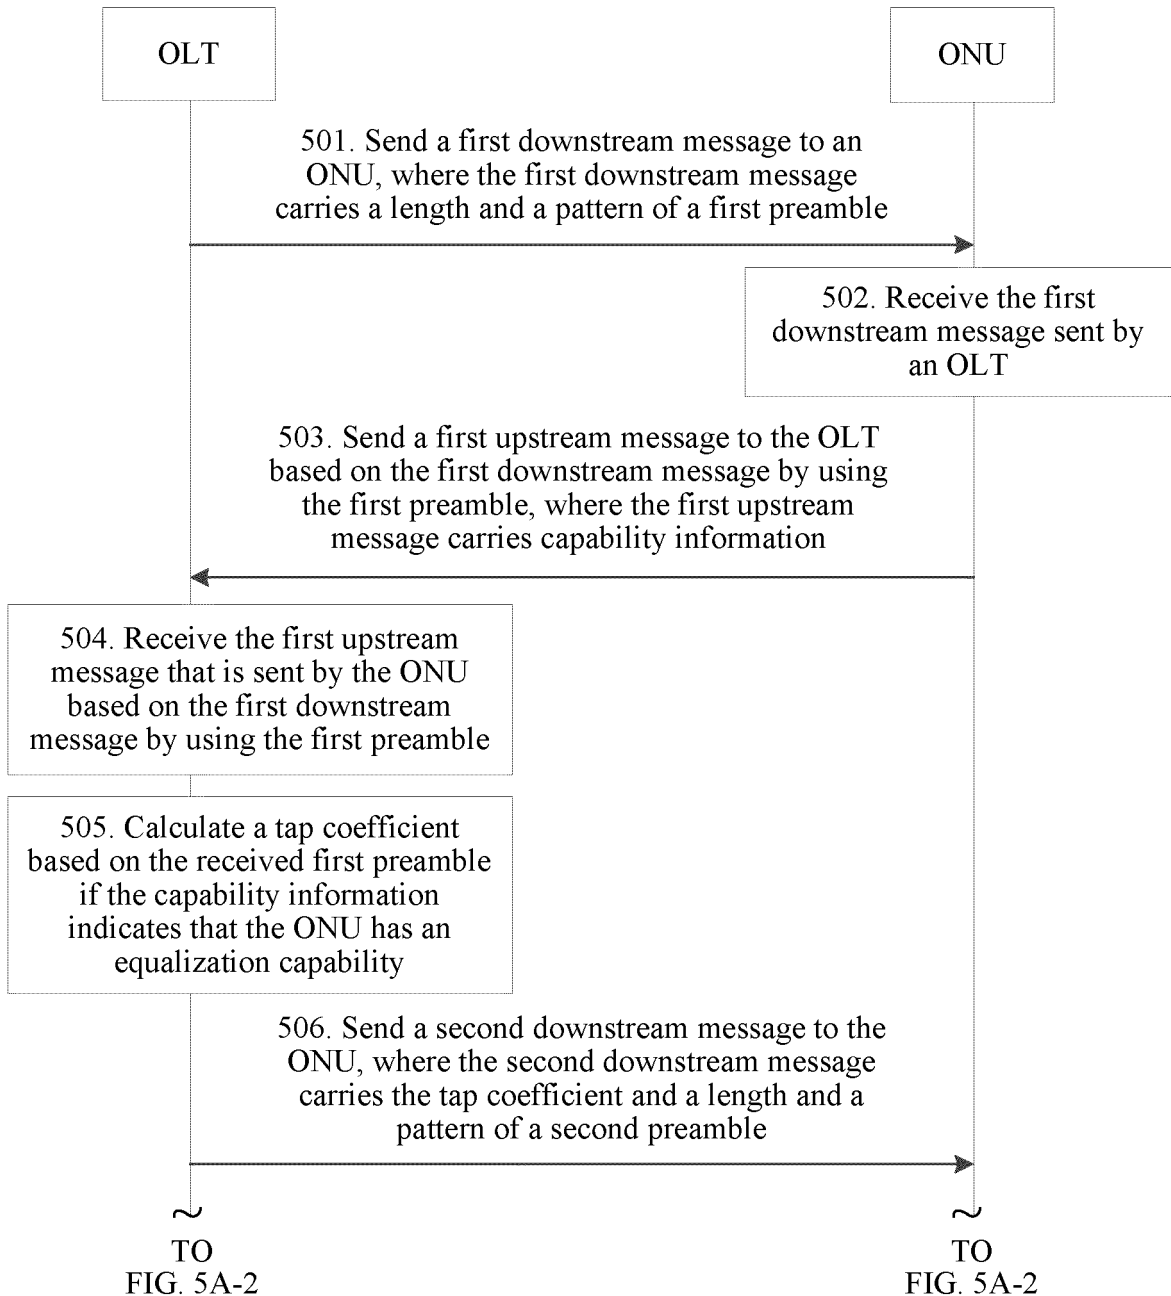 OLT
ONU
501. Send a first downstream message to an
ONU, where the first downstream message
carries a length and a pattern of a first preamble
502. Receive the first
downstream message sent by
an OLT
503. Send a first upstream message to the OLT
based on the first downstream message by using
the first preamble, where the first upstream
message carries capability information
504. Receive the first upstream
message that is sent by the ONU
based on the first downstream
message by using the first preamble
505. Calculate a tap coefficient
based on the received first preamble
if the capability information
indicates that the ONU has an
equalization capability
506. Send a second downstream message to the
ONU, where the second downstream message
carries the tap coefficient and a length and a
pattern of a second preamble
TO
FIG. 5A-2
TO
FIG. 5A-2